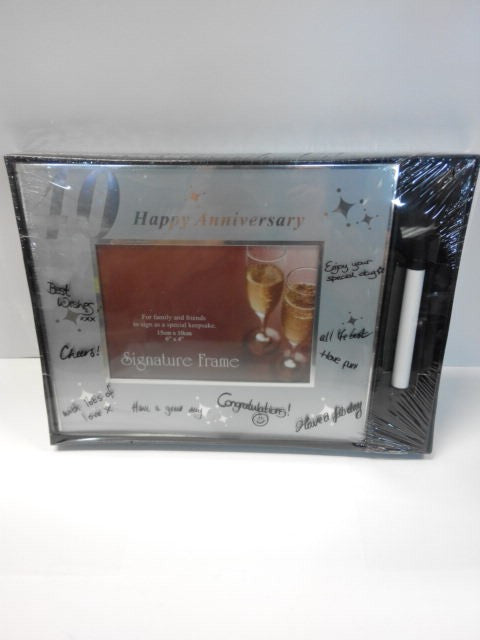 40
Happy Anniversary
Enjoy your
special day
Best
Wishes!
xxx
For family and friends
to sign as a special keepsake.
15cm x 10cm
6" x 4"
all the best
Have fun
Cheers!
Signature Frame
with lots of
love x
Have a great day
Congratulations!
Have a fab day